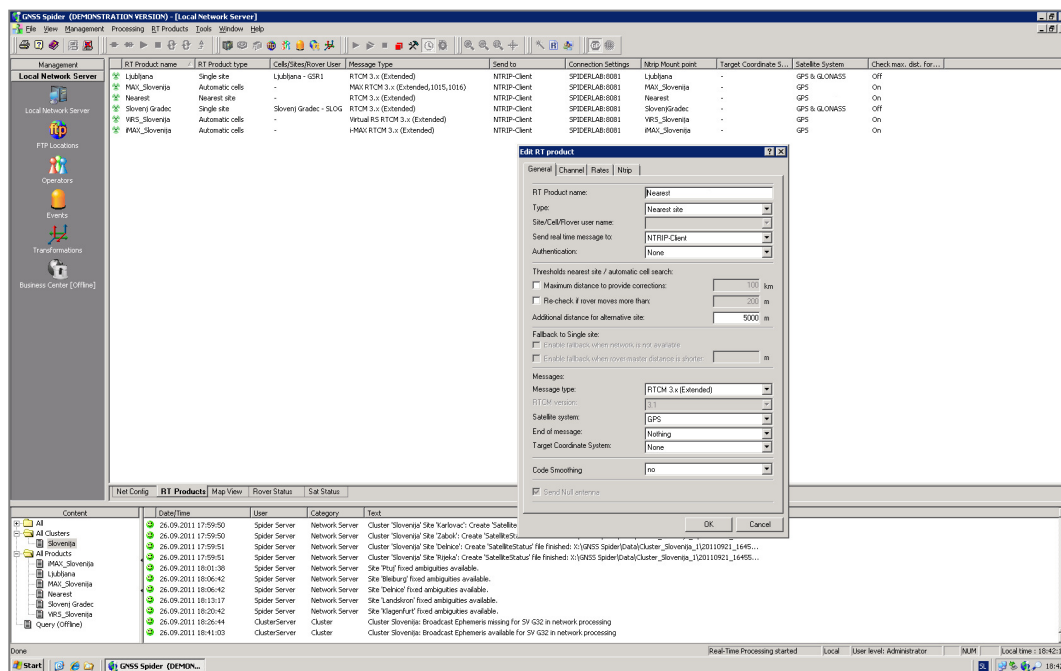 GNSS Spider (DEMONSTRATION VERSION) - [Local Network Server]
File View Management Processing RT Products Tools Window Help
Management
Local Network Server
Local Network Server
FTP Locations
Operators
Events
Transformations
Business Center [Offline]
RT Product name RT Product type Cells/Sites/Rover User Message Type Send to Connection Settings Ntrip Mount point Target Coordinate S... Satellite System Check max. dist. for...
Ljubljana Single site Ljubljana - GSR1 RTCM 3.x (Extended) NTRIP-Client SPIDERLAB:8081 Ljubljana - GPS & GLONASS Off
MAX_Slovenija Automatic cells - MAX RTCM 3.x (Extended,1015,1016) NTRIP-Client SPIDERLAB:8081 MAX_Slovenija - GPS On
Nearest Nearest site - RTCM 3.x (Extended) NTRIP-Client SPIDERLAB:8081 Nearest - GPS On
Slovenj Gradec Single site Slovenj Gradec - SLOG RTCM 3.x (Extended) NTRIP-Client SPIDERLAB:8081 SlovenjGradec - GPS & GLONASS Off
ViRS_Slovenija Automatic cells - Virtual RS RTCM 3.x (Extended) NTRIP-Client SPIDERLAB:8081 ViRS_Slovenija - GPS On
iMAX_Slovenija Automatic cells - i-MAX RTCM 3.x (Extended) NTRIP-Client SPIDERLAB:8081 iMAX_Slovenija - GPS On
Edit RT product
General Channel Rates Ntrip
RT Product name: Nearest
Type: Nearest site
Site/Cell/Rover user name:
Send real time message to: NTRIP-Client
Authentication: None
Thresholds nearest site / automatic cell search:
Maximum distance to provide corrections: 100 km
Re-check if rover moves more than: 200 m
Additional distance for alternative site: 5000 m
Fallback to Single site:
Enable fallback when network is not available
Enable fallback when rover-master distance is shorter: m
Messages:
Message type: RTCM 3.x (Extended)
RTCM version: 3.1
Satellite system: GPS
End of message: Nothing
Target Coordinate System: None
Code Smoothing no
Send Null antenna
OK Cancel
Net Config RT Products Map View Rover Status Sat Status
Content
All
All Clusters
Slovenija
All Products
iMAX_Slovenija
Ljubljana
MAX_Slovenija
Nearest
Slovenj Gradec
ViRS_Slovenija
Query (Offline)
Date/Time User Category Text
26.09.2011 17:59:50 Spider Server Network Server Cluster 'Slovenija' Site 'Karlovac': Create 'Satellite
26.09.2011 17:59:50 Spider Server Network Server Cluster 'Slovenija' Site 'Zabok': Create 'SatelliteSt
26.09.2011 17:59:51 Spider Server Network Server Cluster 'Slovenija' Site 'Delnice': Create 'SatelliteStatus' file finished: X:\GNSS Spider\Data\Cluster_Slovenija_1\20110921_1645...
26.09.2011 17:59:51 Spider Server Network Server Cluster 'Slovenija' Site 'Rijeka': Create 'SatelliteStatus' file finished: X:\GNSS Spider\Data\Cluster_Slovenija_1\20110921_16455...
26.09.2011 18:01:38 Spider Server Network Server Site 'Ptuj' fixed ambiguities available.
26.09.2011 18:06:42 Spider Server Network Server Site 'Bleiburg' fixed ambiguities available.
26.09.2011 18:06:42 Spider Server Network Server Site 'Delnice' fixed ambiguities available.
26.09.2011 18:13:17 Spider Server Network Server Site 'Landskron' fixed ambiguities available.
26.09.2011 18:20:42 Spider Server Network Server Site 'Klagenfurt' fixed ambiguities available.
26.09.2011 18:26:44 ClusterServer Cluster Cluster Slovenija: Broadcast Ephemeris missing for SV G32 in network processing
26.09.2011 18:41:03 ClusterServer Cluster Cluster Slovenija: Broadcast Ephemeris available for SV G32 in network processing
Done Real-Time Processing started Local User level: Administrator NUM Local time : 18:42:
Start GNSS Spider (DEMON... SL 18:4